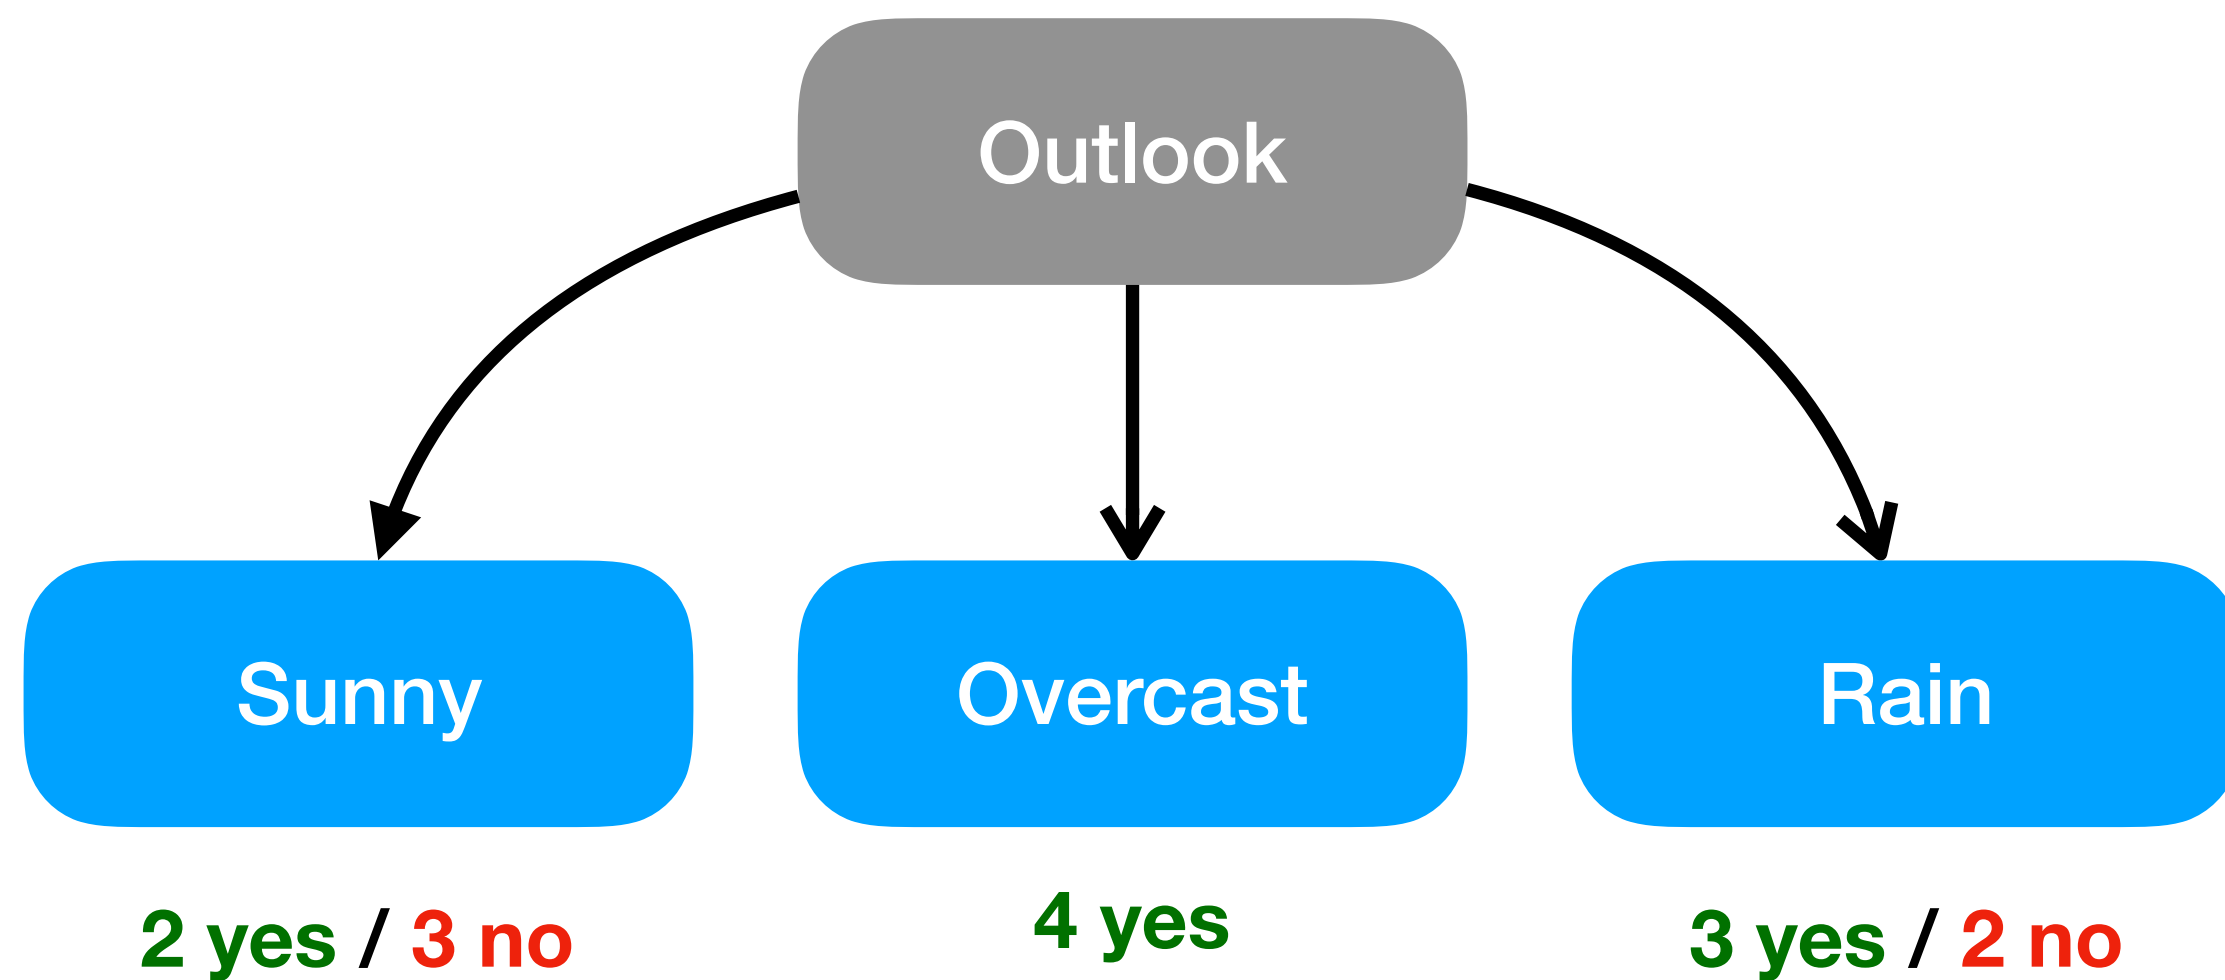 Outlook
Sunny
Overcast
Rain
2 yes / 3 no
4 yes
3 yes / 2 no